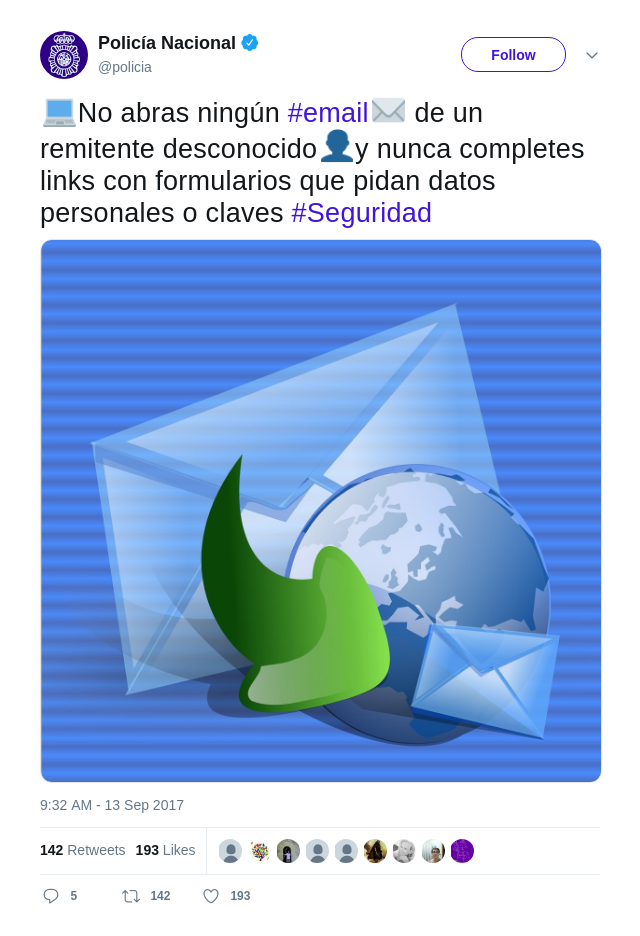 Policía Nacional
@policia
Follow
No abras ningún #email de un
remitente desconocido y nunca completes
links con formularios que pidan datos
personales o claves #Seguridad
9:32 AM - 13 Sep 2017
142 Retweets 193 Likes
5 142 193